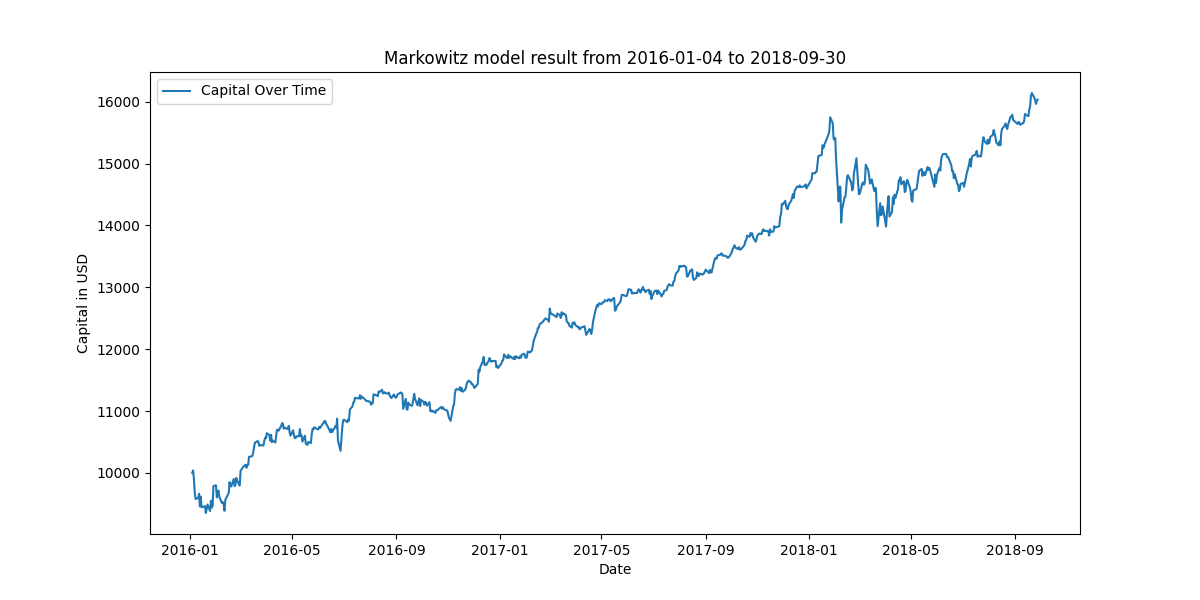 Markowitz model result from 2016-01-04 to 2018-09-30
Capital Over Time
16000
15000
14000
13000
12000
11000
10000
Capital in USD
2016-01 2016-05 2016-09 2017-01 2017-05 2017-09 2018-01 2018-05 2018-09
Date